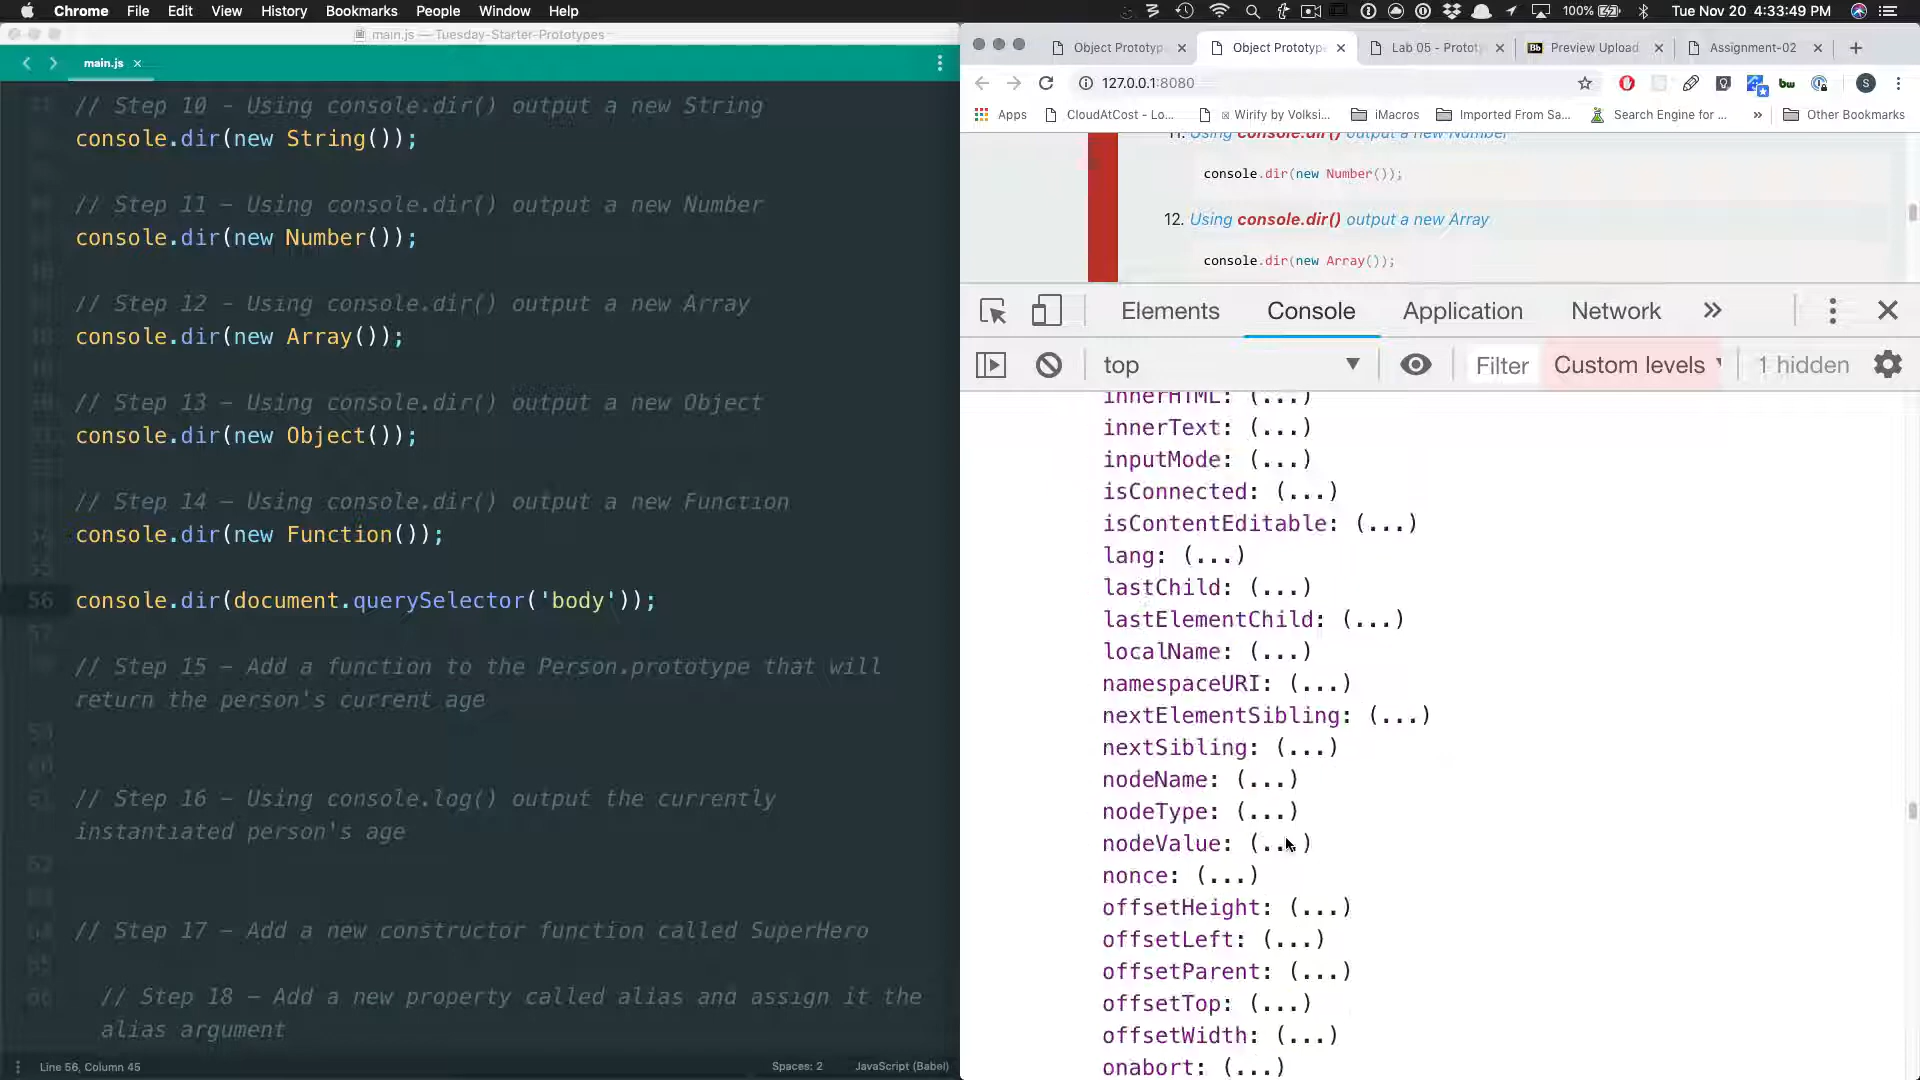 Chrome File Edit View History Bookmarks People Window Help
100% Tue Nov 20 4:33:49 PM
main.js — Tuesday-Starter-Prototypes
main.js
// Step 10 - Using console.dir() output a new String
console.dir(new String());
// Step 11 – Using console.dir() output a new Number
console.dir(new Number());
// Step 12 - Using console.dir() output a new Array
console.dir(new Array());
// Step 13 – Using console.dir() output a new Object
console.dir(new Object());
// Step 14 – Using console.dir() output a new Function
console.dir(new Function());
56 console.dir(document.querySelector('body'));
// Step 15 – Add a function to the Person.prototype that will
return the person's current age
// Step 16 – Using console.log() output the currently
instantiated person's age
// Step 17 – Add a new constructor function called SuperHero
// Step 18 – Add a new property called alias and assign it the
alias argument
Line 56, Column 45 Spaces: 2 JavaScript (Babel)
Object Prototyp Object Prototype Lab 05 - Protot Bb Preview Upload Assignment-02
127.0.0.1:8080
Apps CloudAtCost - Lo... Wirify by Volksi... iMacros Imported From Sa... Search Engine for ... » Other Bookmarks
11. Using console.dir() output a new Number
console.dir(new Number());
12. Using console.dir() output a new Array
console.dir(new Array());
Elements Console Application Network »
top Filter Custom levels 1 hidden
innerHTML: (...)
innerText: (...)
inputMode: (...)
isConnected: (...)
isContentEditable: (...)
lang: (...)
lastChild: (...)
lastElementChild: (...)
localName: (...)
namespaceURI: (...)
nextElementSibling: (...)
nextSibling: (...)
nodeName: (...)
nodeType: (...)
nodeValue: (...)
nonce: (...)
offsetHeight: (...)
offsetLeft: (...)
offsetParent: (...)
offsetTop: (...)
offsetWidth: (...)
onabort: (...)